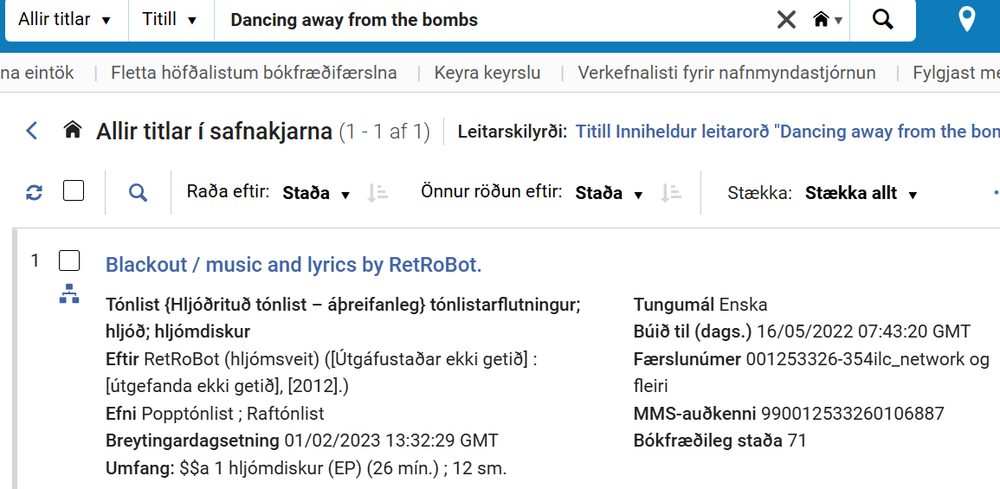 Allir titlar Titill Dancing away from the bombs
na eintök | Fletta höfðalistum bókfræðifærslna | Keyra keyrslu | Verkefnalisti fyrir nafnmyndastjórnun | Fylgjast me
Allir titlar í safnakjarna (1 - 1 af 1) Leitarskilyrði: Titill Inniheldur leitarorð "Dancing away from the bon
Raða eftir: Staða Önnur röðun eftir: Staða Stækka: Stækka allt
1 Blackout / music and lyrics by RetRoBot.
Tónlist {Hljóðrituð tónlist – áþreifanleg} tónlistarflutningur;
hljóð; hljómdiskur
Eftir RetRoBot (hljómsveit) ([Útgáfustaðar ekki getið] :
[útgefanda ekki getið], [2012].)
Efni Popptónlist ; Raftónlist
Breytingardagsetning 01/02/2023 13:32:29 GMT
Umfang: $$a 1 hljómdiskur (EP) (26 mín.) ; 12 sm.
Tungumál Enska
Búið til (dags.) 16/05/2022 07:43:20 GMT
Færslunúmer 001253326-354ilc_network og
fleiri
MMS-auðkenni 990012533260106887
Bókfræðileg staða 71